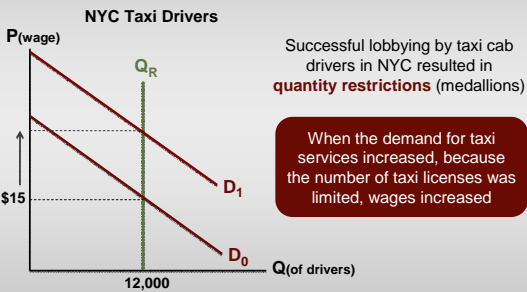 NYC Taxi Drivers
P(wage)
QR
$15
D1
D0
Q(of drivers)
12,000
Successful lobbying by taxi cab
drivers in NYC resulted in
quantity restrictions (medallions)
When the demand for taxi
services increased, because
the number of taxi licenses was
limited, wages increased